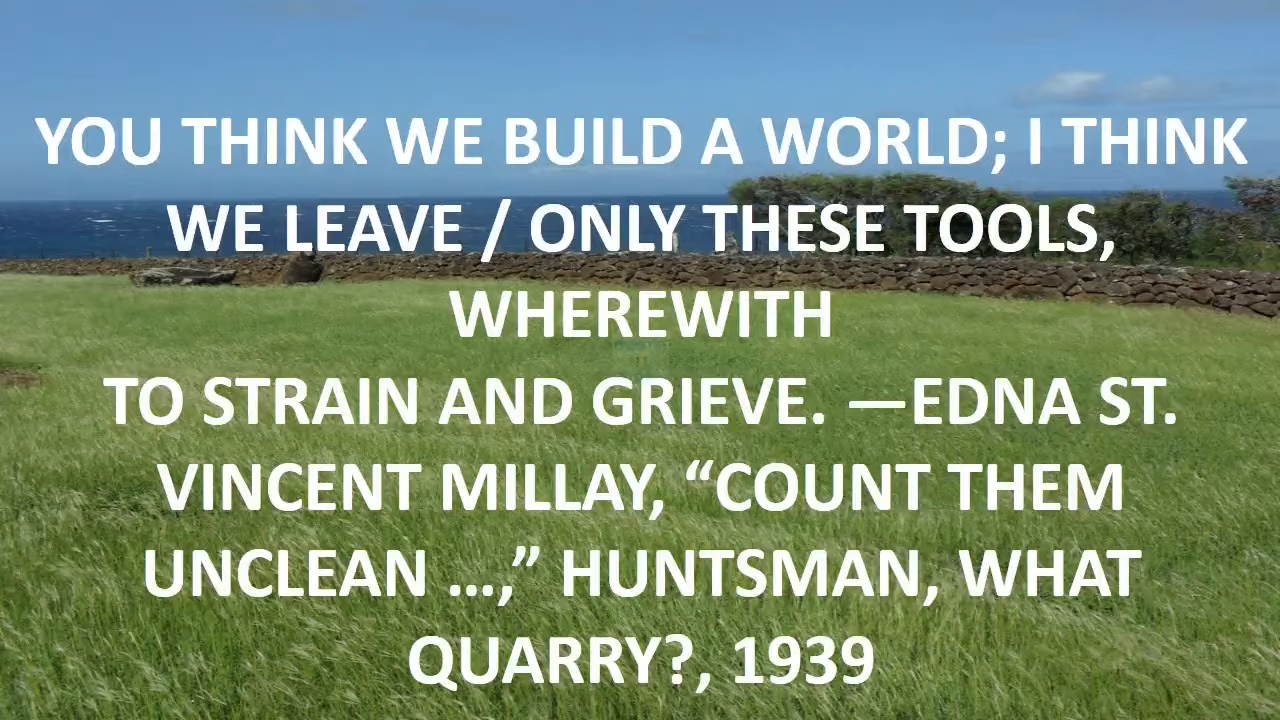 YOU THINK WE BUILD A WORLD; I THINK
WE LEAVE / ONLY THESE TOOLS,
WHEREWITH
TO STRAIN AND GRIEVE. —EDNA ST.
VINCENT MILLAY, “COUNT THEM
UNCLEAN ...,” HUNTSMAN, WHAT
QUARRY?, 1939